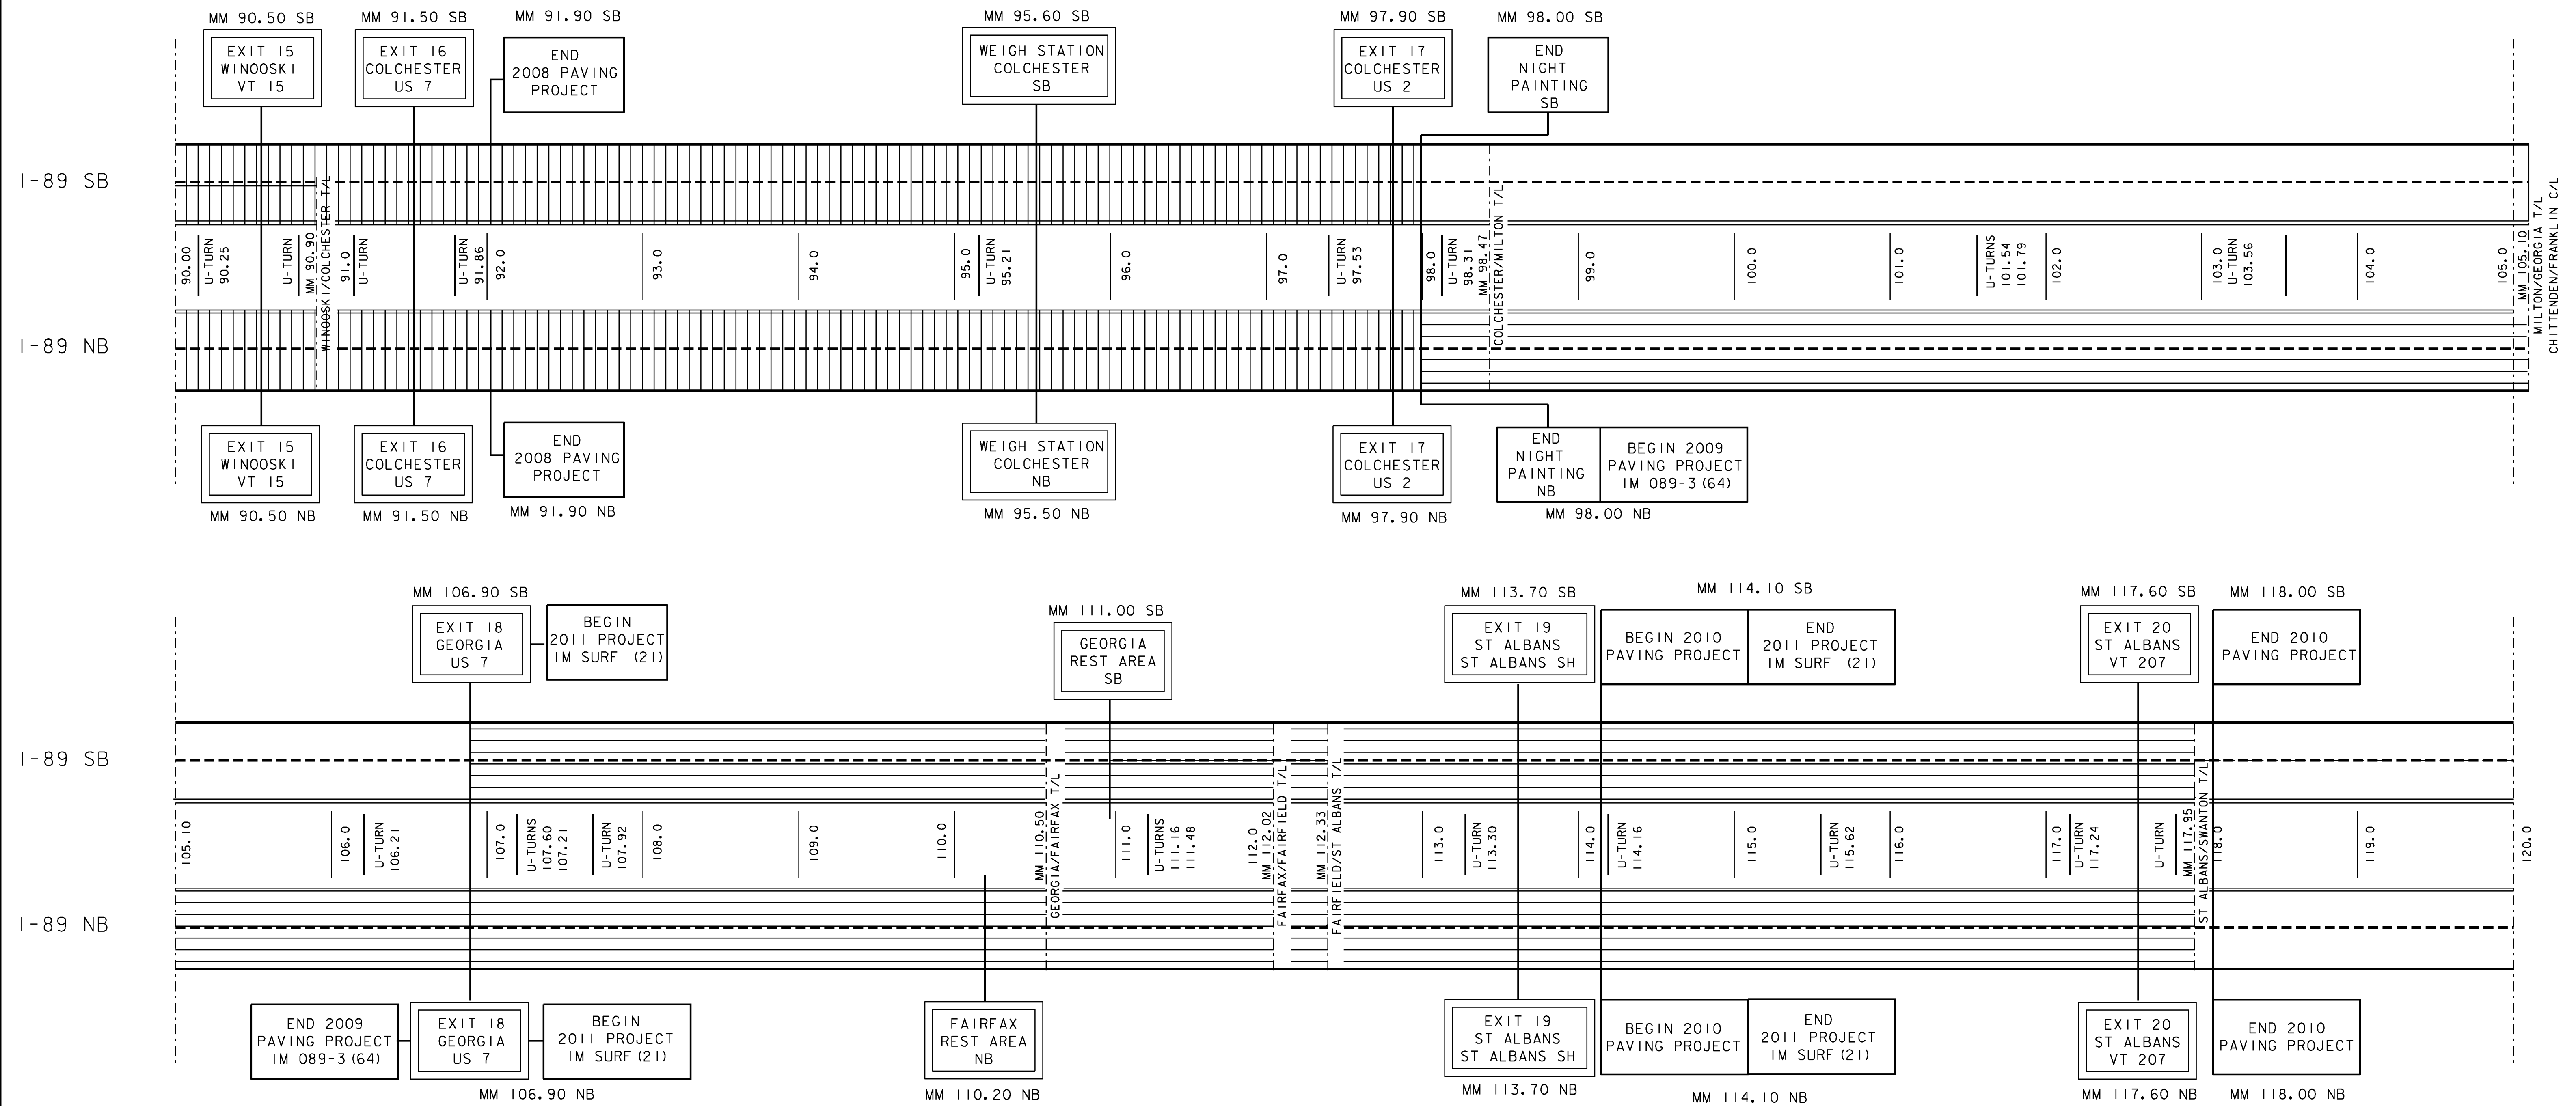 MM 90.50 SB
MM 91.50 SB
MM 91.90 SB
MM 95.60 SB
MM 97.90 SB
MM 98.00 SB
EXIT 15
WINOOSKI
VT 15
EXIT 16
COLCHESTER
US 7
END
2008 PAVING
PROJECT
WEIGH STATION
COLCHESTER
SB
EXIT 17
COLCHESTER
US 2
END
NIGHT
PAINTING
SB
I-89 SB
90.00
U-TURN
90.25
U-TURN
MM 90.90
WINOOSKI/COLCHESTER T/L
91.0
U-TURN
U-TURN
91.86
92.0
93.0
94.0
95.0
U-TURN
95.21
96.0
97.0
U-TURN
97.53
98.0
U-TURN
98.31
MM 98.47
COLCHESTER/MILTON T/L
99.0
100.0
101.0
U-TURNS
101.54
101.79
102.0
103.0
U-TURN
103.56
104.0
105.0
MM 105.10
MILTON/GEORGIA T/L
CHITTENDEN/FRANKLIN C/L
I-89 NB
EXIT 15
WINOOSKI
VT 15
EXIT 16
COLCHESTER
US 7
END
2008 PAVING
PROJECT
WEIGH STATION
COLCHESTER
NB
EXIT 17
COLCHESTER
US 2
END
NIGHT
PAINTING
NB
BEGIN 2009
PAVING PROJECT
IM 089-3 (64)
MM 90.50 NB
MM 91.50 NB
MM 91.90 NB
MM 95.50 NB
MM 97.90 NB
MM 98.00 NB
MM 106.90 SB
MM 111.00 SB
MM 113.70 SB
MM 114.10 SB
MM 117.60 SB
MM 118.00 SB
EXIT 18
GEORGIA
US 7
BEGIN
2011 PROJECT
IM SURF (21)
GEORGIA
REST AREA
SB
EXIT 19
ST ALBANS
ST ALBANS SH
BEGIN 2010
PAVING PROJECT
END
2011 PROJECT
IM SURF (21)
EXIT 20
ST ALBANS
VT 207
END 2010
PAVING PROJECT
I-89 SB
105.10
106.0
U-TURN
106.21
107.0
U-TURNS
107.60
107.21
U-TURN
107.92
108.0
109.0
110.0
MM 110.50
GEORGIA/FAIRFAX T/L
111.0
U-TURNS
111.16
111.48
112.0
MM 112.02
FAIRFAX/FAIRFIELD T/L
MM 112.33
FAIRFIELD/ST ALBANS T/L
113.0
U-TURN
113.30
114.0
U-TURN
114.16
115.0
U-TURN
115.62
116.0
117.0
U-TURN
117.24
U-TURN
MM 117.95
ST ALBANS/SWANTON T/L
118.0
119.0
120.0
I-89 NB
END 2009
PAVING PROJECT
IM 089-3 (64)
EXIT 18
GEORGIA
US 7
BEGIN
2011 PROJECT
IM SURF (21)
FAIRFAX
REST AREA
NB
EXIT 19
ST ALBANS
ST ALBANS SH
BEGIN 2010
PAVING PROJECT
END
2011 PROJECT
IM SURF (21)
EXIT 20
ST ALBANS
VT 207
END 2010
PAVING PROJECT
MM 106.90 NB
MM 110.20 NB
MM 113.70 NB
MM 114.10 NB
MM 117.60 NB
MM 118.00 NB